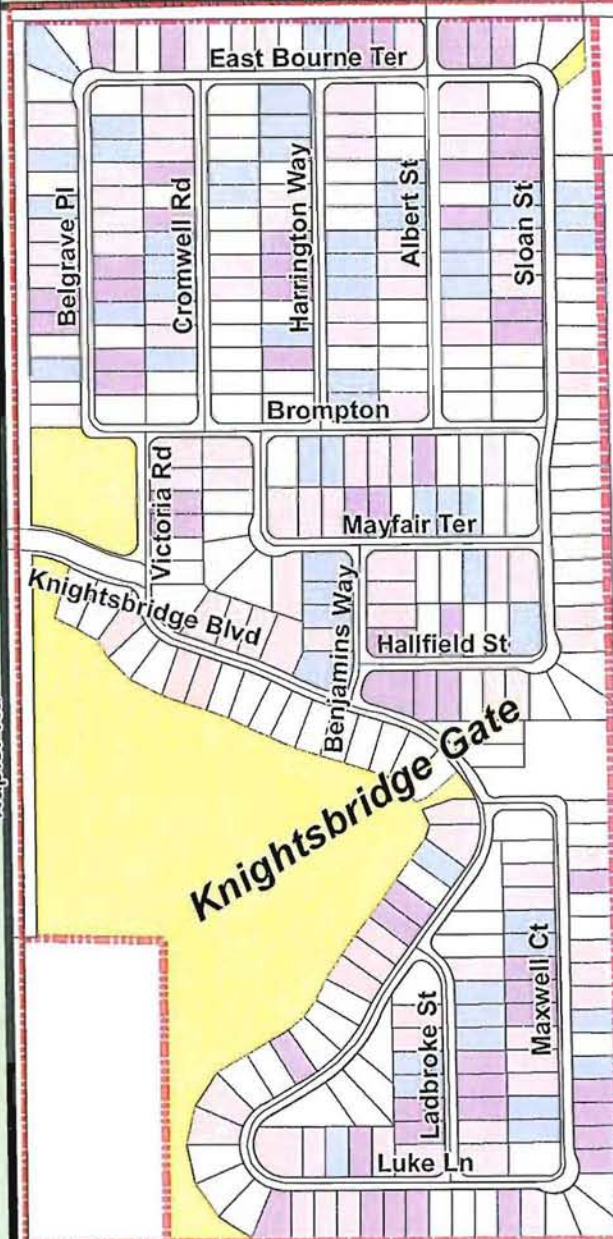 East Bourne Ter
Belgrave Pl
Cromwell Rd
Harrington Way
Albert St
Sloan St
Brompton
Victoria Rd
Mayfair Ter
Knightsbridge Blvd
Benjamins Way
Hallfield St
Knightsbridge Gate
Maxwell Ct
Ladbroke St
Luke Ln